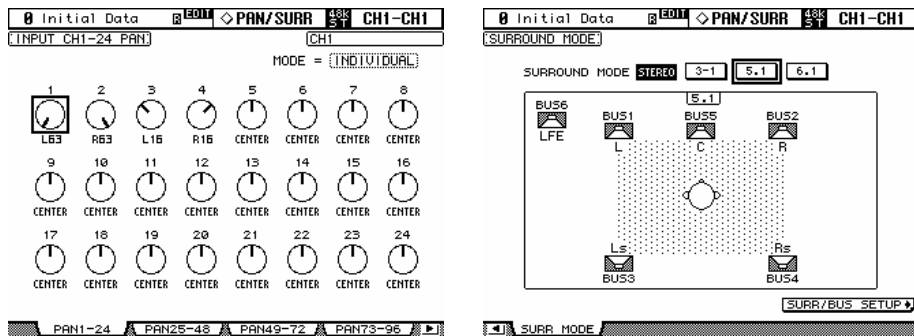 0 Initial Data R EDIT ◇PAN/SURR 48k ST CH1-CH1
INPUT CH1-24 PAN
CH1
MODE = INDIVIDUAL
1 2 3 4 5 6 7 8
L63 R63 L16 R16 CENTER CENTER CENTER CENTER
9 10 11 12 13 14 15 16
CENTER CENTER CENTER CENTER CENTER CENTER CENTER CENTER
17 18 19 20 21 22 23 24
CENTER CENTER CENTER CENTER CENTER CENTER CENTER CENTER
PAN1-24 PAN25-48 PAN49-72 PAN73-96
0 Initial Data R EDIT ◇PAN/SURR 48k ST CH1-CH1
SURROUND MODE
SURROUND MODE STEREO 3-1 5.1 6.1
5.1
BUS6
LFE
BUS1 BUS5 BUS2
L C R
Ls Rs
BUS3 BUS4
SURR/BUS SETUP
SURR MODE